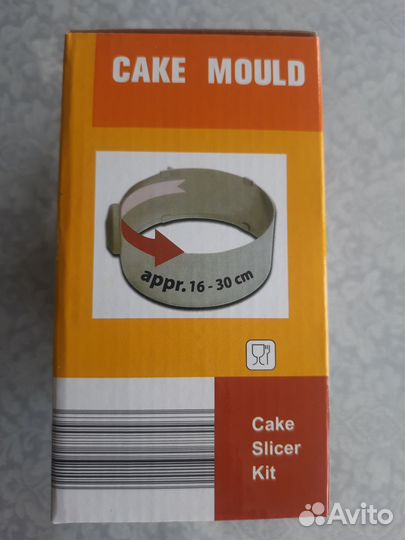 CAKE MOULD
appr. 16 - 30 cm
Cake
Slicer
Kit
Avito